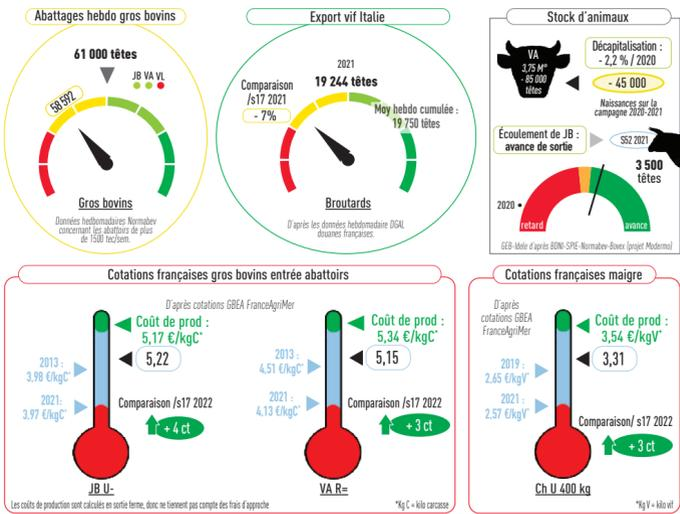 Abattages hebdo gros bovins
61 000 têtes
JB VA VL
58 592
Gros bovins
Données hebdomadaires Normabev
concernant les abattoirs de plus
de 1500 tec/sem.
Export vif Italie
2021
19 244 têtes
Comparaison
/s17 2021
- 7%
Moy hebdo cumulée :
19 750 têtes
Broutards
D'après les données hebdomadaire DGAL
douanes françaises.
Stock d'animaux
VA
3,75 M°
- 85 000
têtes
Décapitalisation :
- 2,2 % / 2020
- 45 000
Naissances sur la
campagne 2020-2021
Écoulement de JB :
avance de sortie
S52 2021
3 500
têtes
2020
retard
avance
GEB-Idele d'après BDNI-SPIE-Normabev-Bovex (projet Moderno)
Cotations françaises gros bovins entrée abattoirs
D'après cotations GBEA FranceAgriMer
Coût de prod :
5,17 €/kgC*
5,22
2013 :
3,98 €/kgC*
2021:
3,97 €/kgC*
Comparaison /s17 2022
+ 4 ct
JB U-
Coût de prod :
5,34 €/kgC*
5,15
2013 :
4,51 €/kgC*
2021 :
4,13 €/kgC*
Comparaison /s17 2022
+ 3 ct
VA R=
Les coûts de production sont calculés en sortie ferme, donc ne tiennent pas compte des frais d'approche
*Kg C = kilo carcasse
Cotations françaises maigre
D'après
cotations GBEA
FranceAgriMer
Coût de prod :
3,54 €/kgV*
3,31
2019 :
2,65 €/kgV*
2021 :
2,57 €/kgV*
Comparaison/ s17 2022
+ 3 ct
Ch U 400 kg
*Kg V = kilo vif